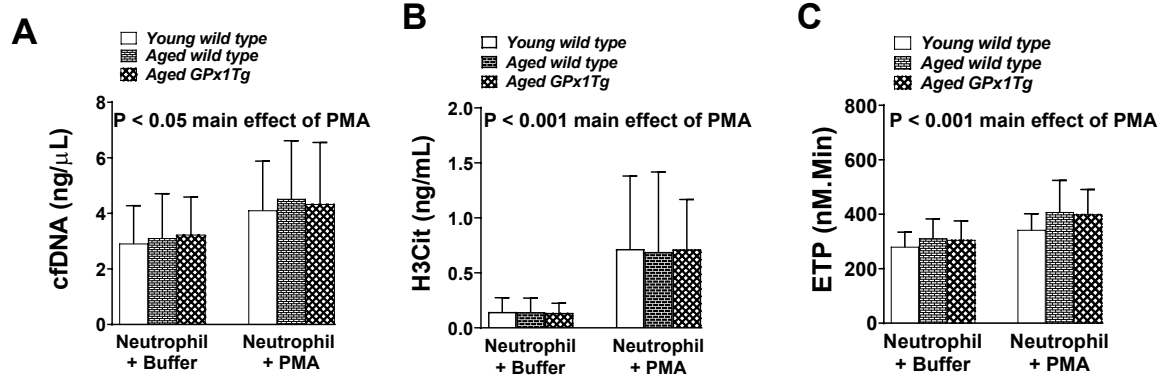 A
Young wild type
Aged wild type
Aged GPx1Tg
P < 0.05 main effect of PMA
cfDNA (ng/μL)
8
6
4
2
0
Neutrophil
+ Buffer
Neutrophil
+ PMA
B
Young wild type
Aged wild type
Aged GPx1Tg
P < 0.001 main effect of PMA
H3Cit (ng/mL)
2.0
1.5
1.0
0.5
0.0
Neutrophil
+ Buffer
Neutrophil
+ PMA
C
Young wild type
Aged wild type
Aged GPx1Tg
P < 0.001 main effect of PMA
ETP (nM.Min)
800
600
400
200
0
Neutrophil
+ Buffer
Neutrophil
+ PMA